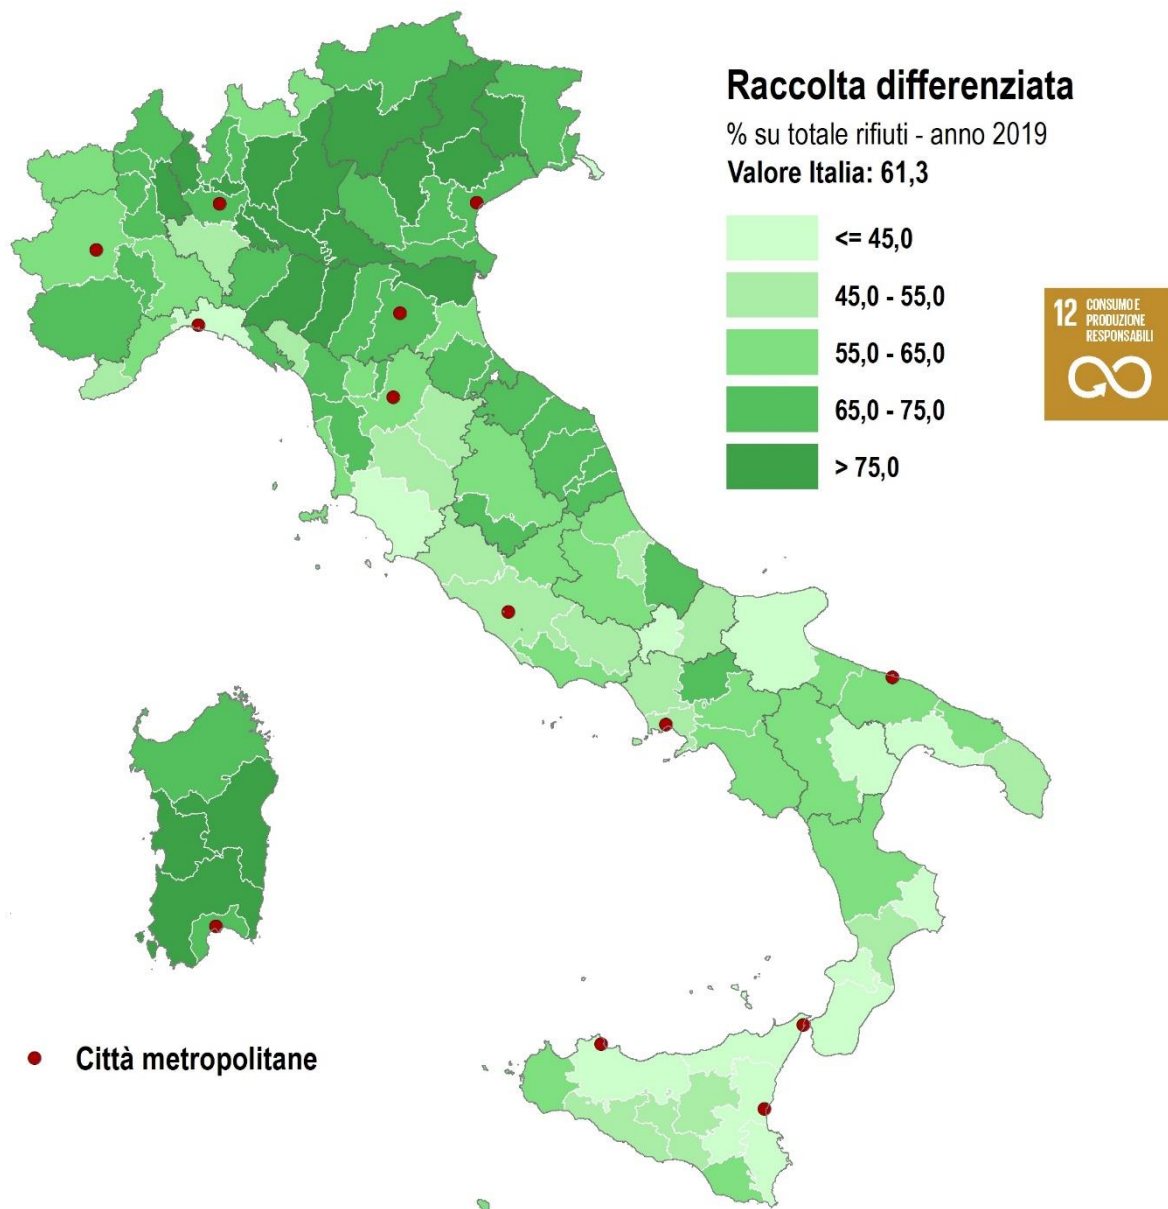 Raccolta differenziata
% su totale rifiuti - anno 2019
Valore Italia: 61,3
<= 45,0
45,0 - 55,0
55,0 - 65,0
65,0 - 75,0
> 75,0
12 CONSUMO E
PRODUZIONE
RESPONSABILI
Città metropolitane